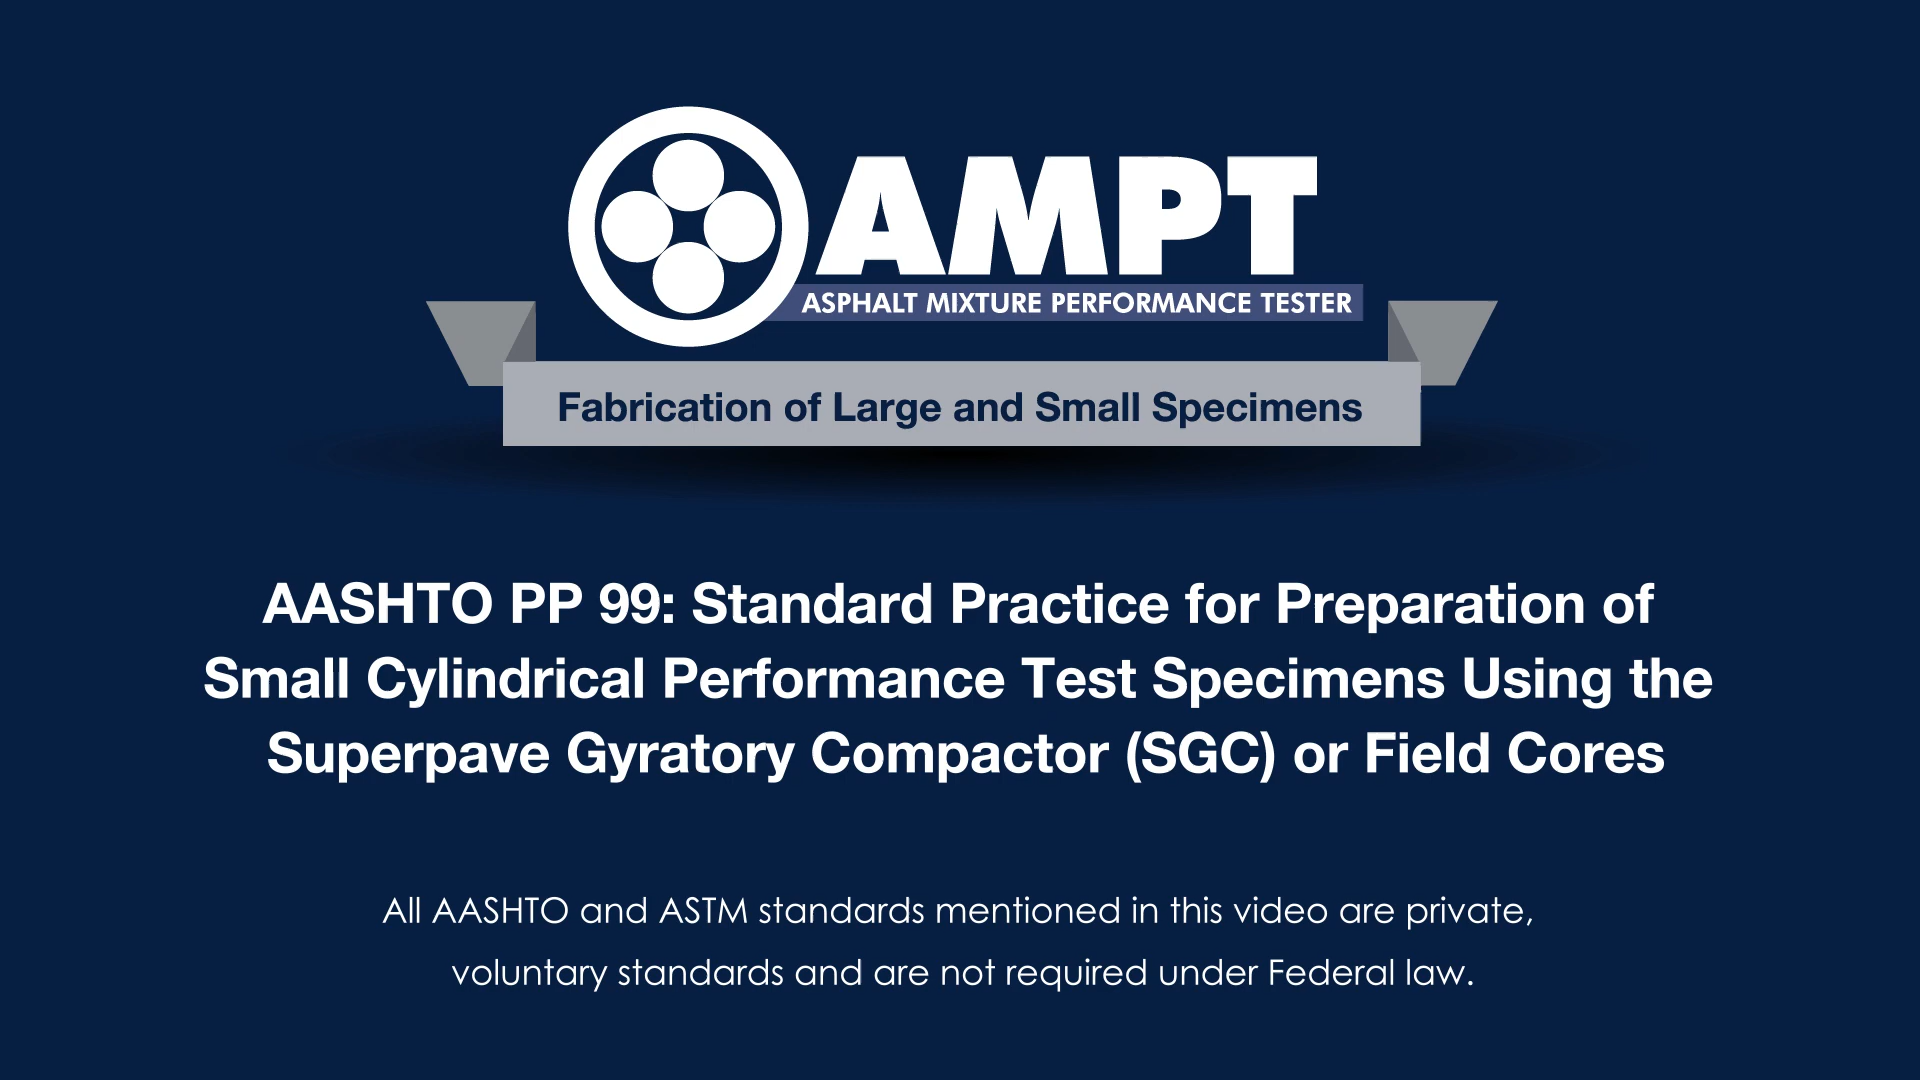 AMPT
ASPHALT MIXTURE PERFORMANCE TESTER
Fabrication of Large and Small Specimens
AASHTO PP 99: Standard Practice for Preparation of
Small Cylindrical Performance Test Specimens Using the
Superpave Gyratory Compactor (SGC) or Field Cores
All AASHTO and ASTM standards mentioned in this video are private,
voluntary standards and are not required under Federal law.